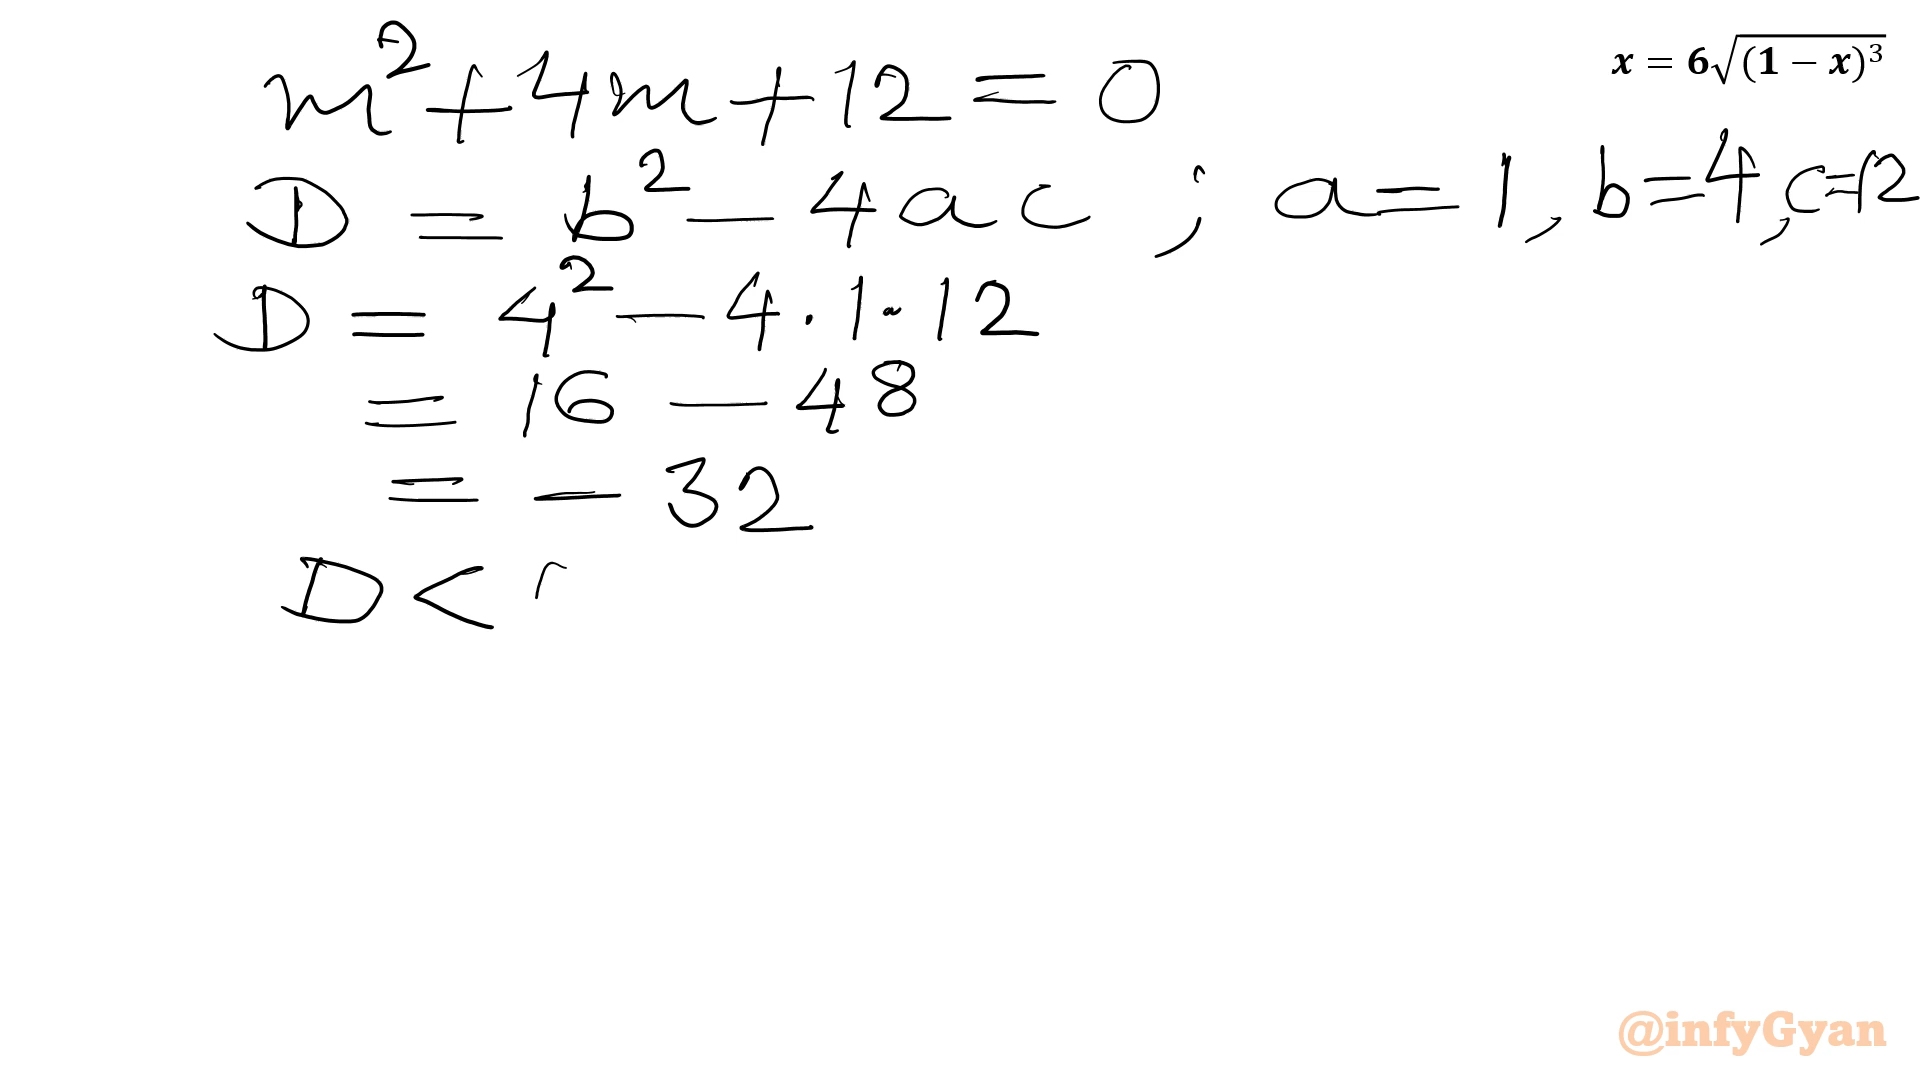 m²+4m+12=0
x = 6√(1 − x)³
D = b²−4ac ; a=1, b=4, c=12
D = 4²−4.1.12
= 16 − 48
= − 32
D <
@infyGyan